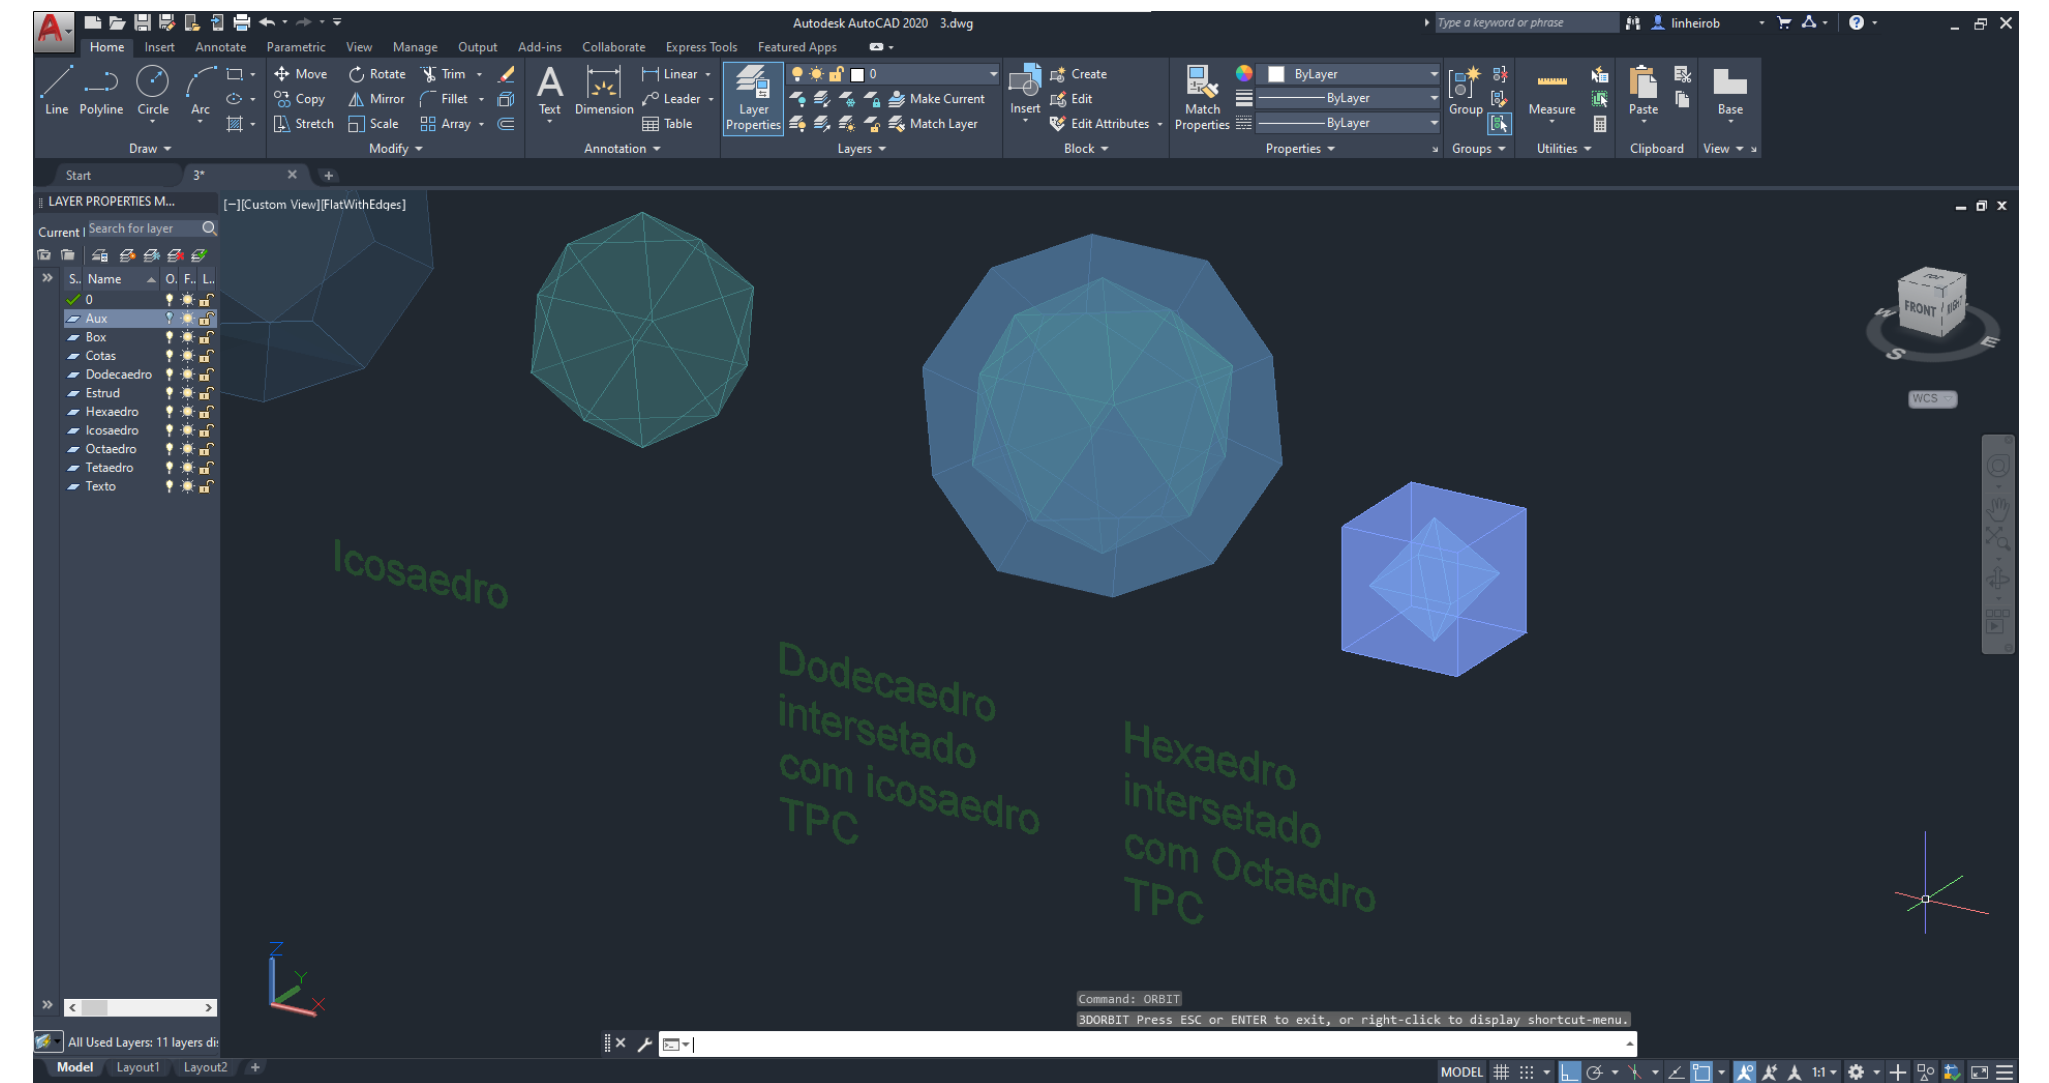 Autodesk AutoCAD 2020 3.dwg
Type a keyword or phrase
linheirob
Home Insert Annotate Parametric View Manage Output Add-ins Collaborate Express Tools Featured Apps
Line Polyline Circle Arc
Move Rotate Trim
Copy Mirror Fillet
Stretch Scale Array
Text Dimension
Linear
Leader
Table
Layer Properties
0
Make Current
Match Layer
Insert
Create
Edit
Edit Attributes
Match Properties
ByLayer
ByLayer
ByLayer
Group Measure Paste Base
Draw Modify Annotation Layers Block Properties Groups Utilities Clipboard View
Start 3*
LAYER PROPERTIES M...
[−][Custom View][FlatWithEdges]
Current
Search for layer
S.. Name O. F.. L..
0
Aux
Box
Cotas
Dodecaedro
Estrud
Hexaedro
Icosaedro
Octaedro
Tetaedro
Texto
TOP
FRONT
RIGHT
W
S
E
WCS
Icosaedro
Dodecaedro
intersetado
com icosaedro
TPC
Hexaedro
intersetado
com Octaedro
TPC
Z
Y
X
Command: ORBIT
3DORBIT Press ESC or ENTER to exit, or right-click to display shortcut-menu.
All Used Layers: 11 layers dis
Model Layout1 Layout2 +
MODEL
1:1